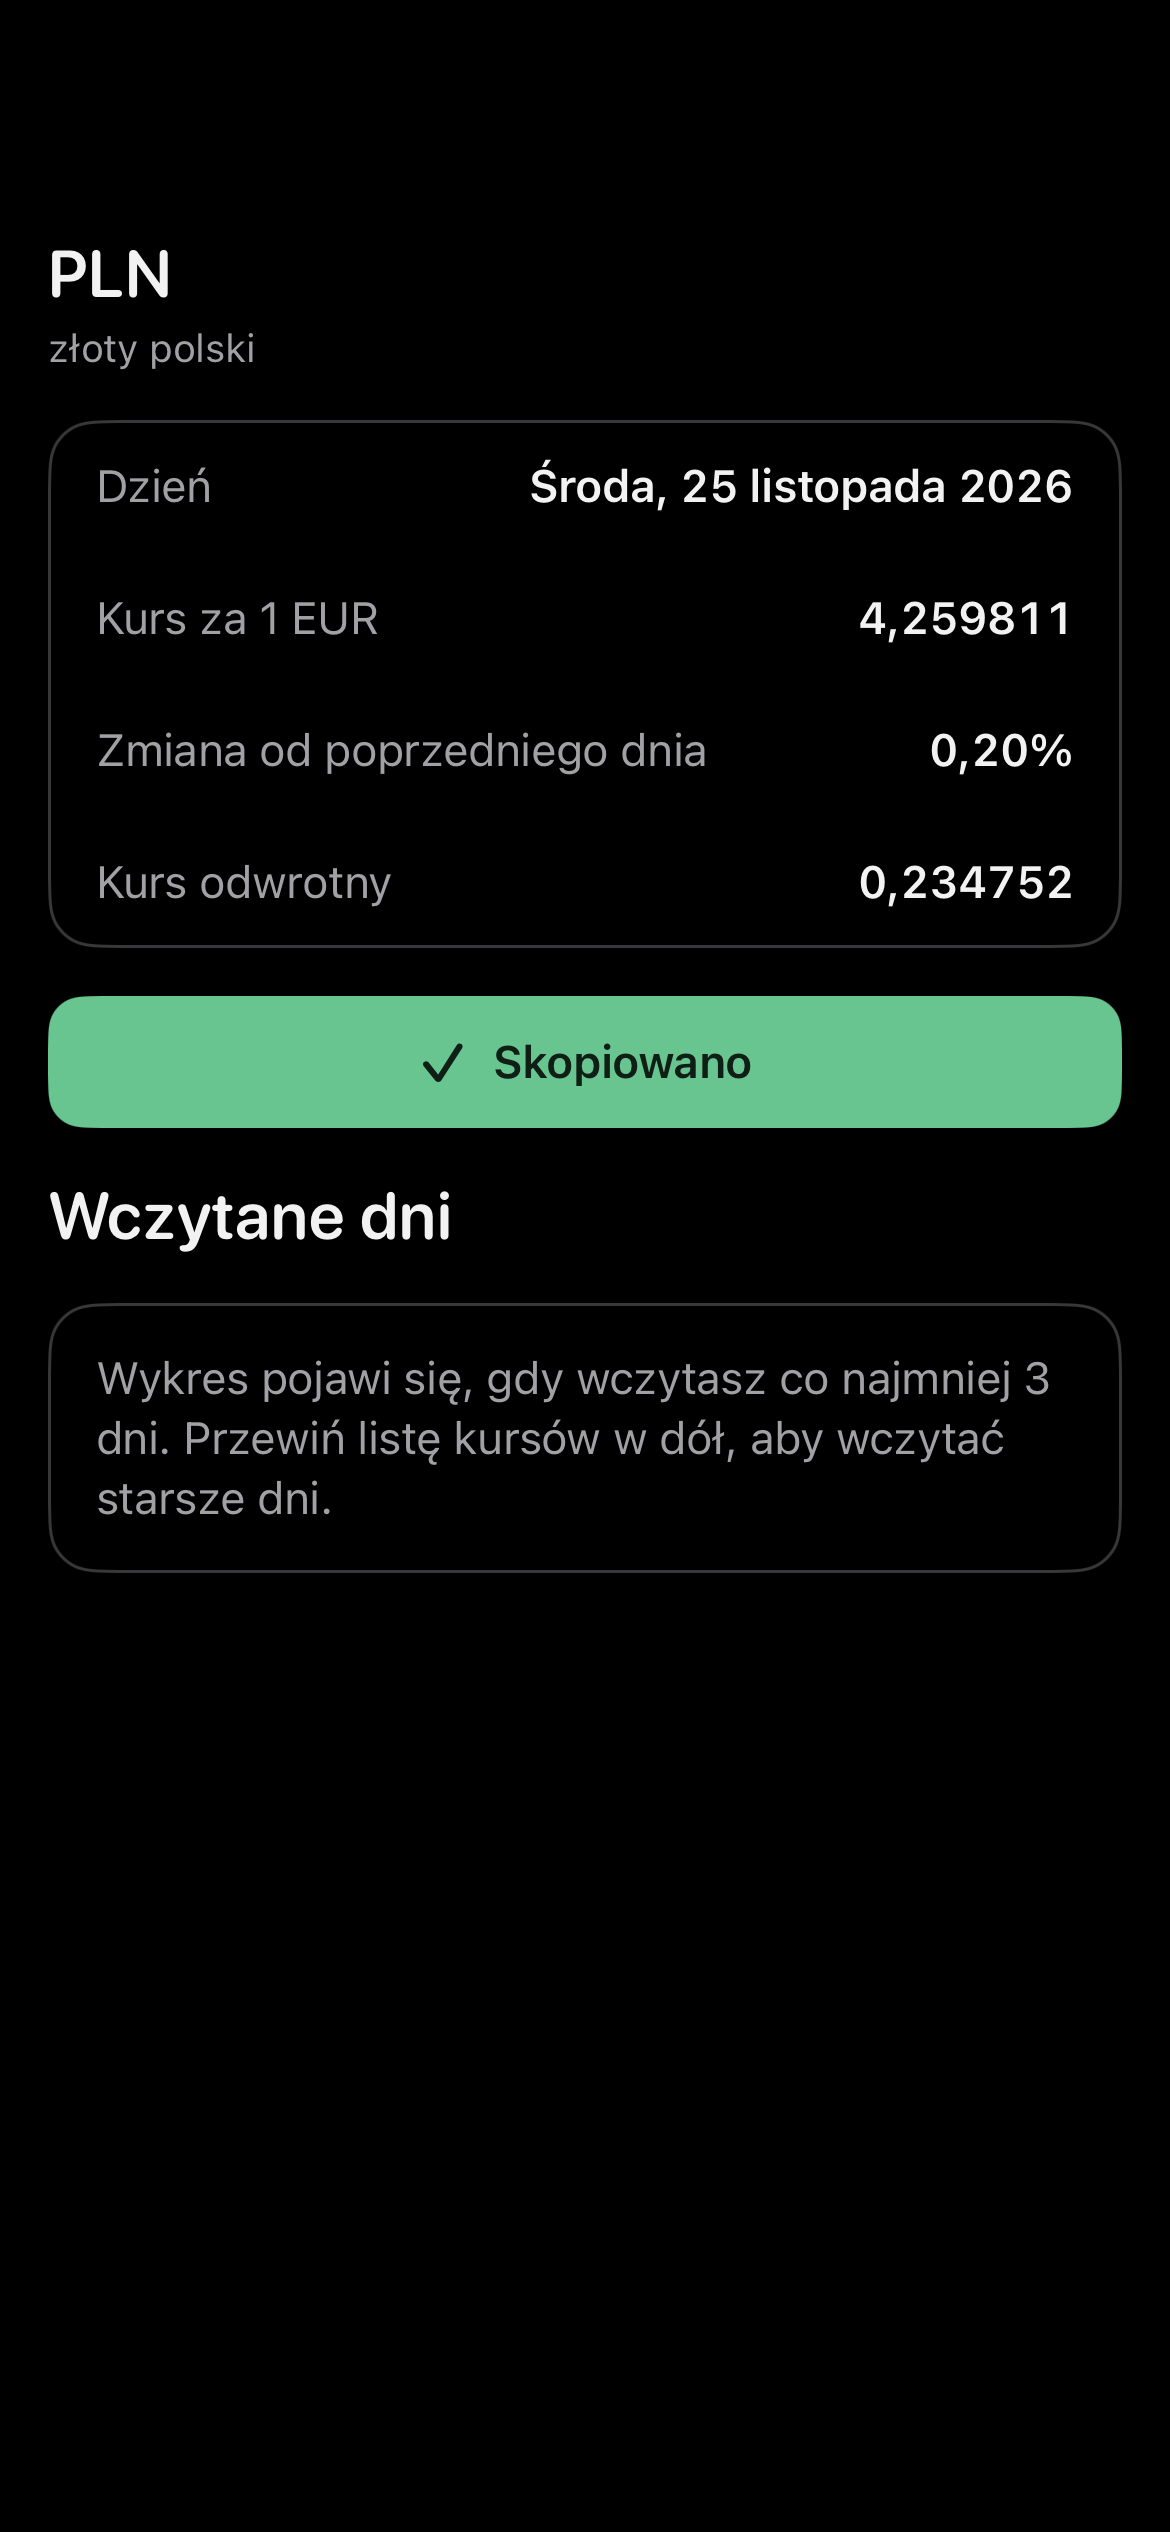 PLN
złoty polski
Dzień Środa, 25 listopada 2026
Kurs za 1 EUR 4,259811
Zmiana od poprzedniego dnia 0,20%
Kurs odwrotny 0,234752
Skopiowano
Wczytane dni
Wykres pojawi się, gdy wczytasz co najmniej 3
dni. Przewiń listę kursów w dół, aby wczytać
starsze dni.